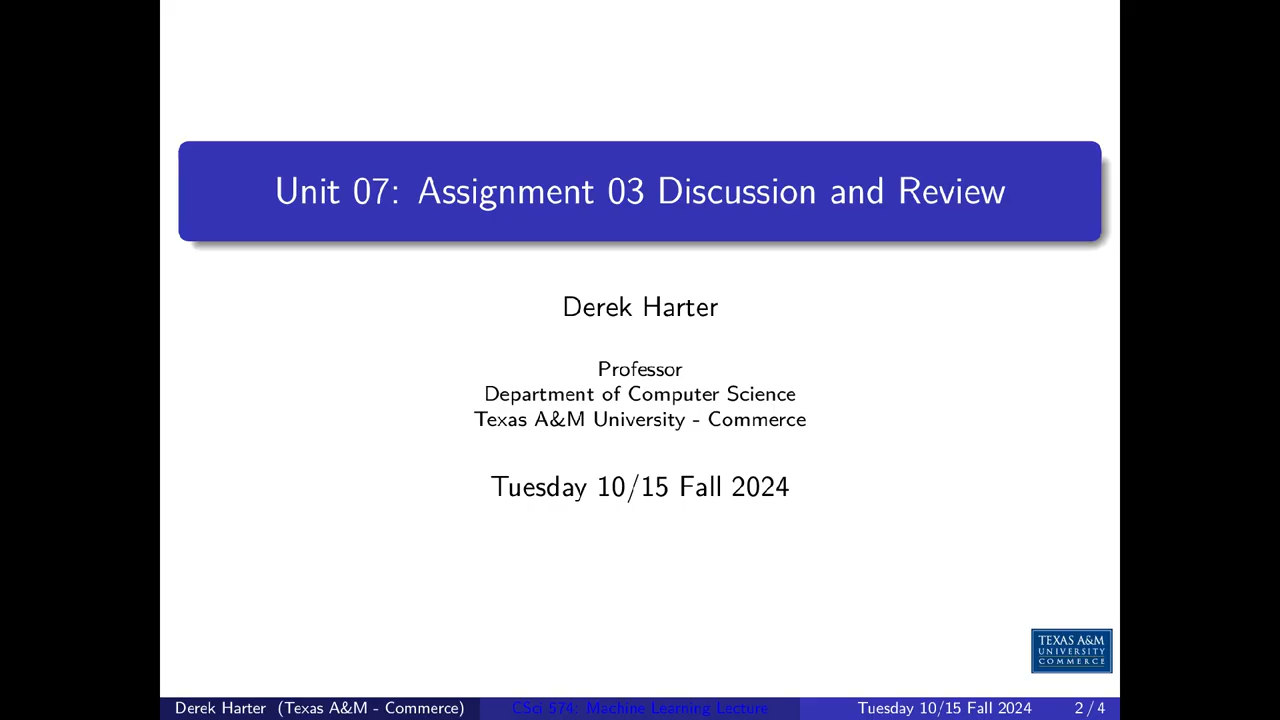 Unit 07: Assignment 03 Discussion and Review
Derek Harter
Professor
Department of Computer Science
Texas A&M University - Commerce
Tuesday 10/15 Fall 2024
TEXAS A&M
UNIVERSITY
COMMERCE
Derek Harter (Texas A&M - Commerce) CSci 574: Machine Learning Lecture Tuesday 10/15 Fall 2024 2 / 4